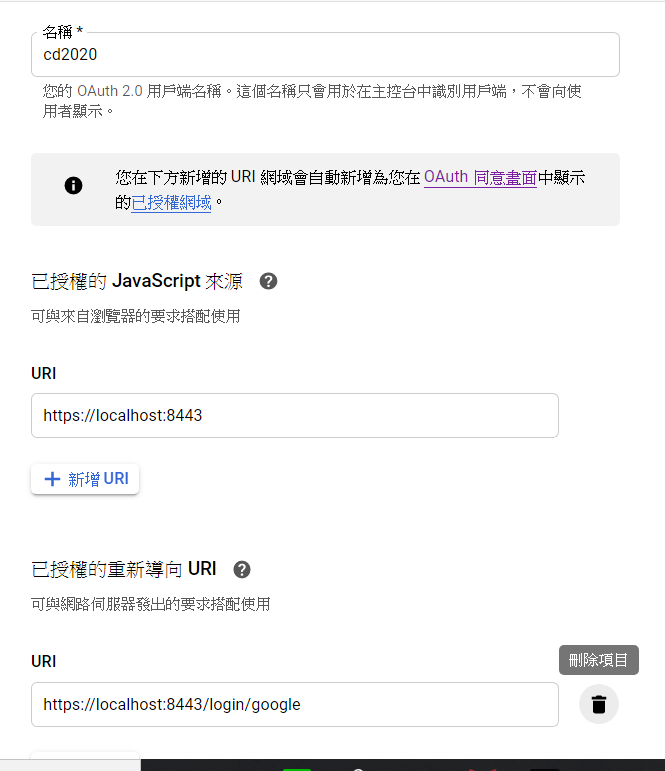 名稱 *
cd2020
您的 OAuth 2.0 用戶端名稱。這個名稱只會用於在主控台中識別用戶端，不會向使
用者顯示。
您在下方新增的 URI 網域會自動新增為您在 OAuth 同意畫面中顯示
的已授權網域。
已授權的 JavaScript 來源
可與來自瀏覽器的要求搭配使用
URI
https://localhost:8443
新增 URI
已授權的重新導向 URI
可與網路伺服器發出的要求搭配使用
URI
刪除項目
https://localhost:8443/login/google